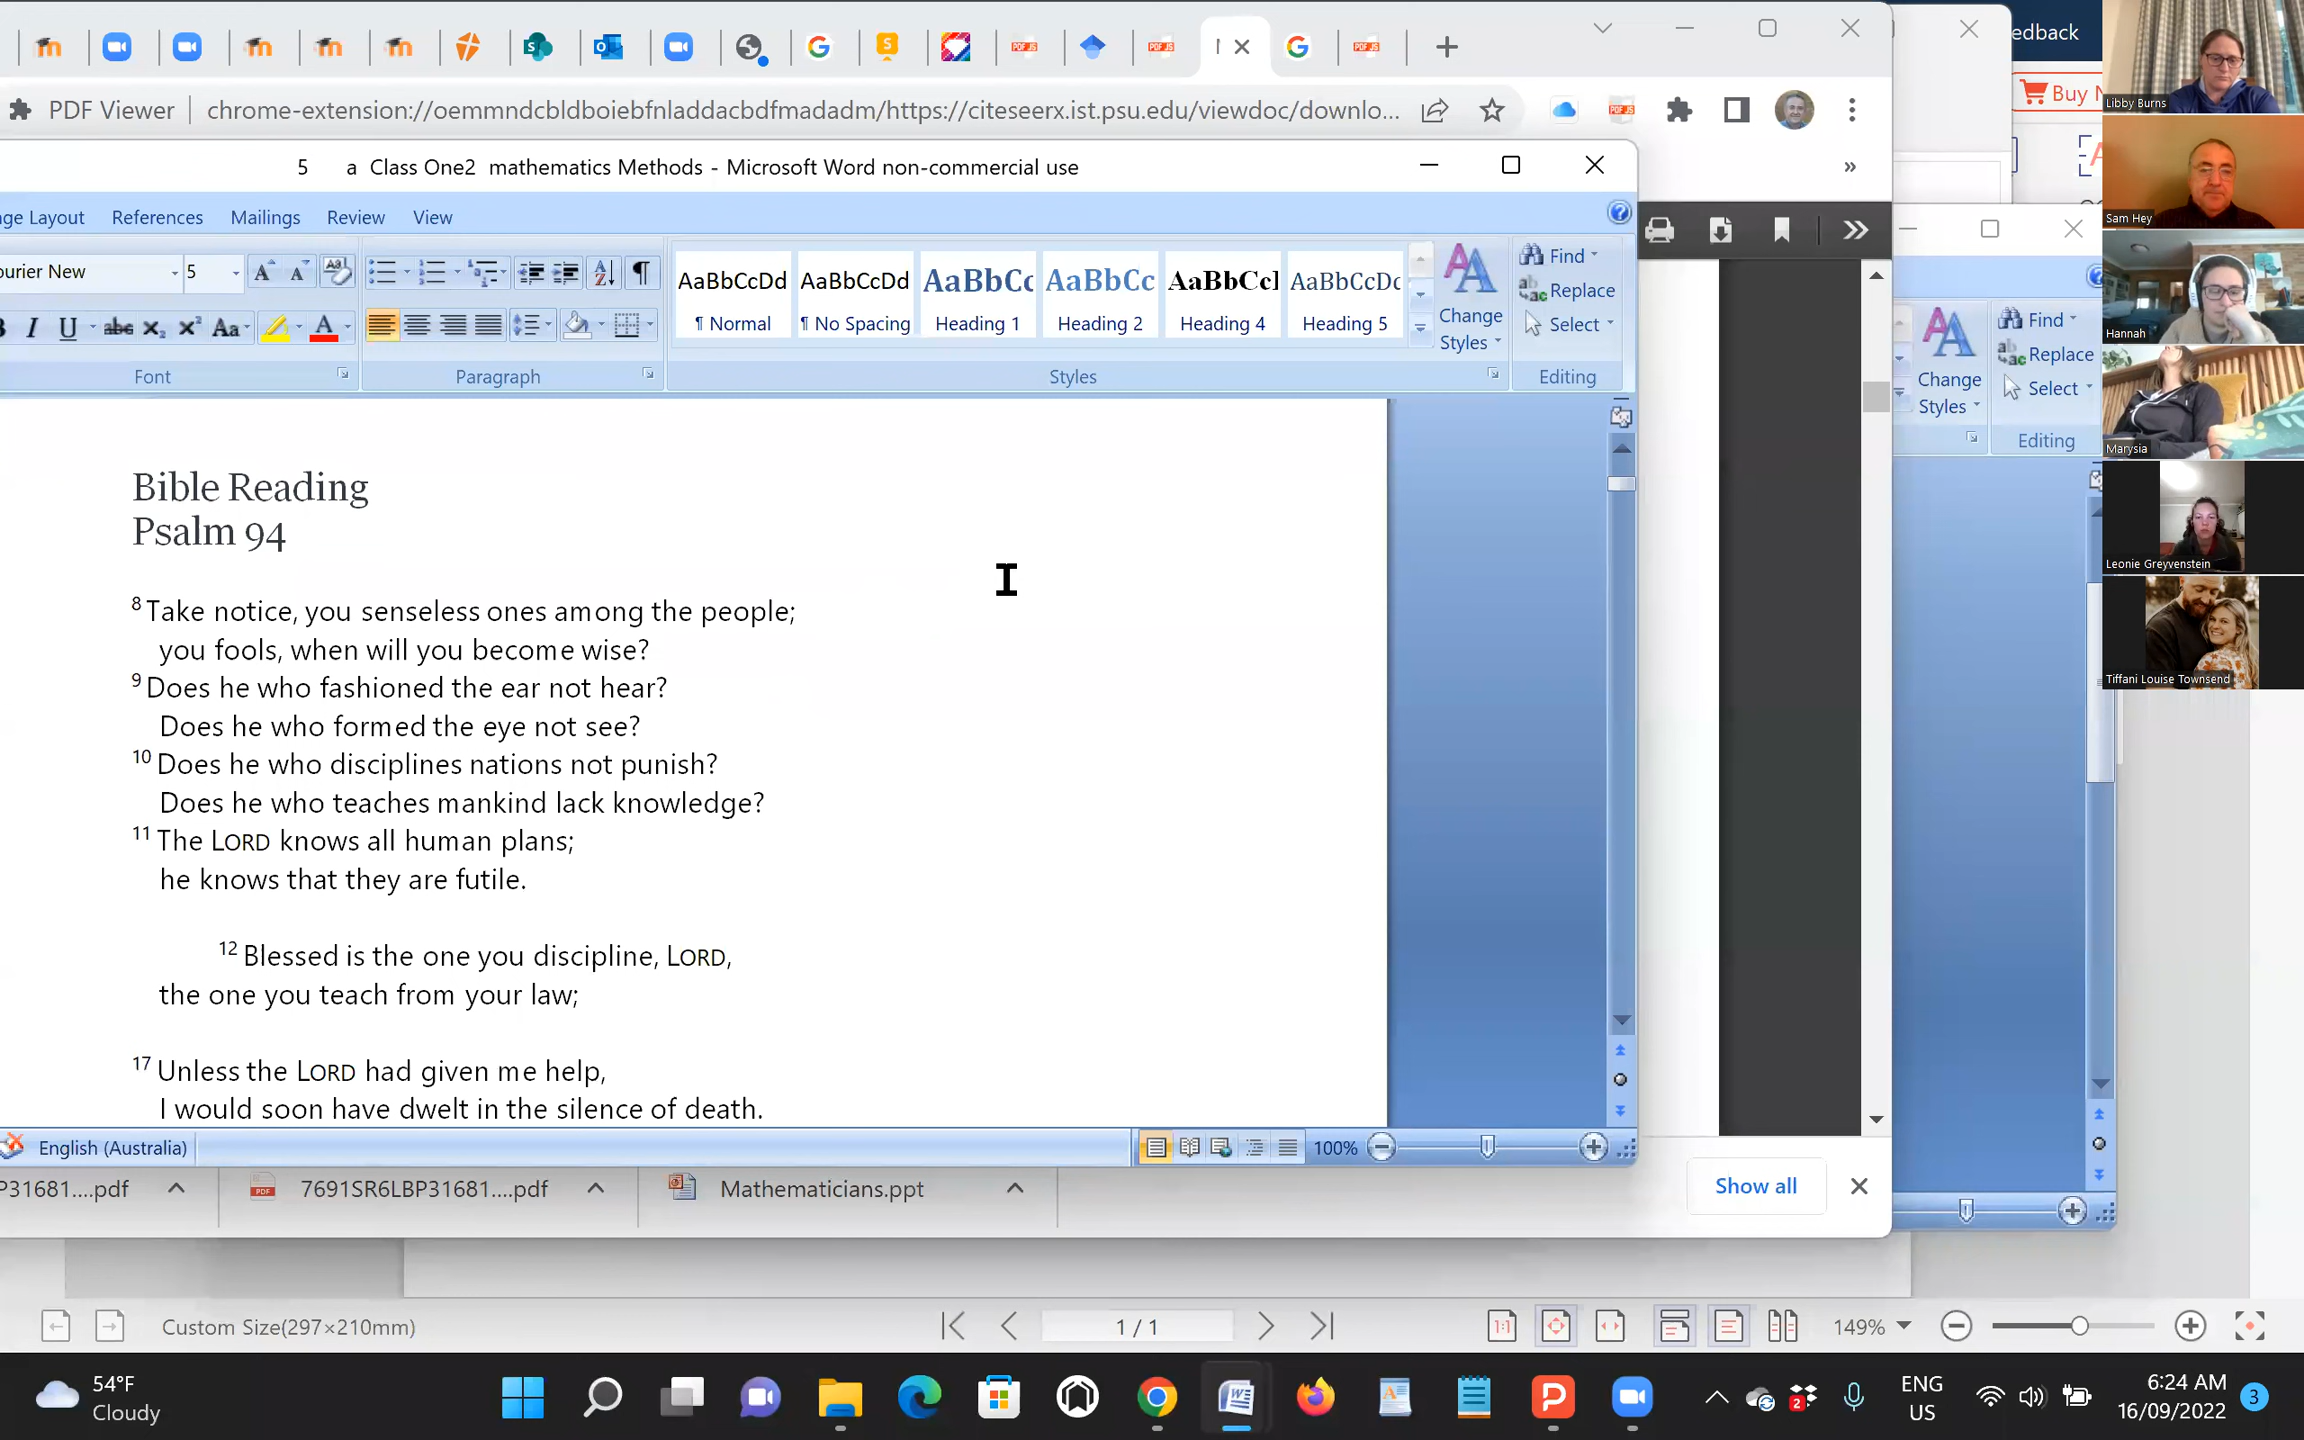 PDF Viewer
chrome-extension://oemmndcbldboiebfnladdacbdfmadadm/https://citeseerx.ist.psu.edu/viewdoc/downlo...
edback
Buy
5 a Class One2 mathematics Methods - Microsoft Word non-commercial use
ge Layout References Mailings Review View
ourier New 5
AaBbCcDd AaBbCcDd AaBbCc AaBbCc AaBbCcI AaBbCcDc
¶ Normal ¶ No Spacing Heading 1 Heading 2 Heading 4 Heading 5
Change Styles
Find
Replace
Select
Font Paragraph Styles Editing
Find
Replace
Select
Change Styles
Editing
Libby Burns
Sam Hey
Hannah
Marysia
Leonie Greyvenstein
Tiffani Louise Townsend
Bible Reading
Psalm 94
8 Take notice, you senseless ones among the people;
you fools, when will you become wise?
9 Does he who fashioned the ear not hear?
Does he who formed the eye not see?
10 Does he who disciplines nations not punish?
Does he who teaches mankind lack knowledge?
11 The LORD knows all human plans;
he knows that they are futile.
12 Blessed is the one you discipline, LORD,
the one you teach from your law;
17 Unless the LORD had given me help,
I would soon have dwelt in the silence of death.
English (Australia)
100%
P31681....pdf
7691SR6LBP31681....pdf
Mathematicians.ppt
Show all
Custom Size(297×210mm)
1 / 1
149%
54°F
Cloudy
ENG
US
6:24 AM
16/09/2022
3